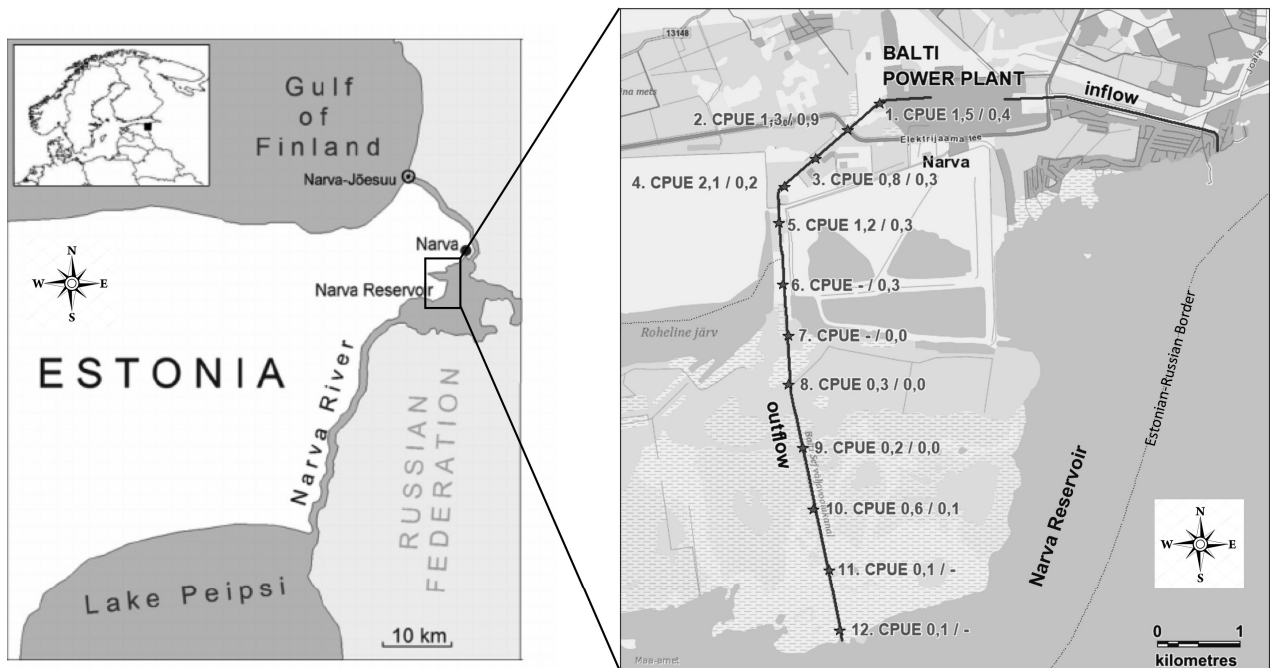 Gulf
of
Finland
Narva-Jõesuu
Narva
Narva Reservoir
N
W E
S
ESTONIA
Narva River
RUSSIAN
FEDERATION
Lake Peipsi
10 km
13148
ina mets
BALTI
POWER PLANT
inflow
Joala
1. CPUE 1,5 / 0,4
2. CPUE 1,3 / 0,9
Elektrijaama tee
Narva
3. CPUE 0,8 / 0,3
4. CPUE 2,1 / 0,2
5. CPUE 1,2 / 0,3
6. CPUE - / 0,3
Roheline järv
7. CPUE - / 0,0
8. CPUE 0,3 / 0,0
outflow
9. CPUE 0,2 / 0,0
10. CPUE 0,6 / 0,1
11. CPUE 0,1 / -
12. CPUE 0,1 / -
Narva Reservoir
Estonian-Russian Border
N
W E
S
0 1
kilometres
Maa-amet